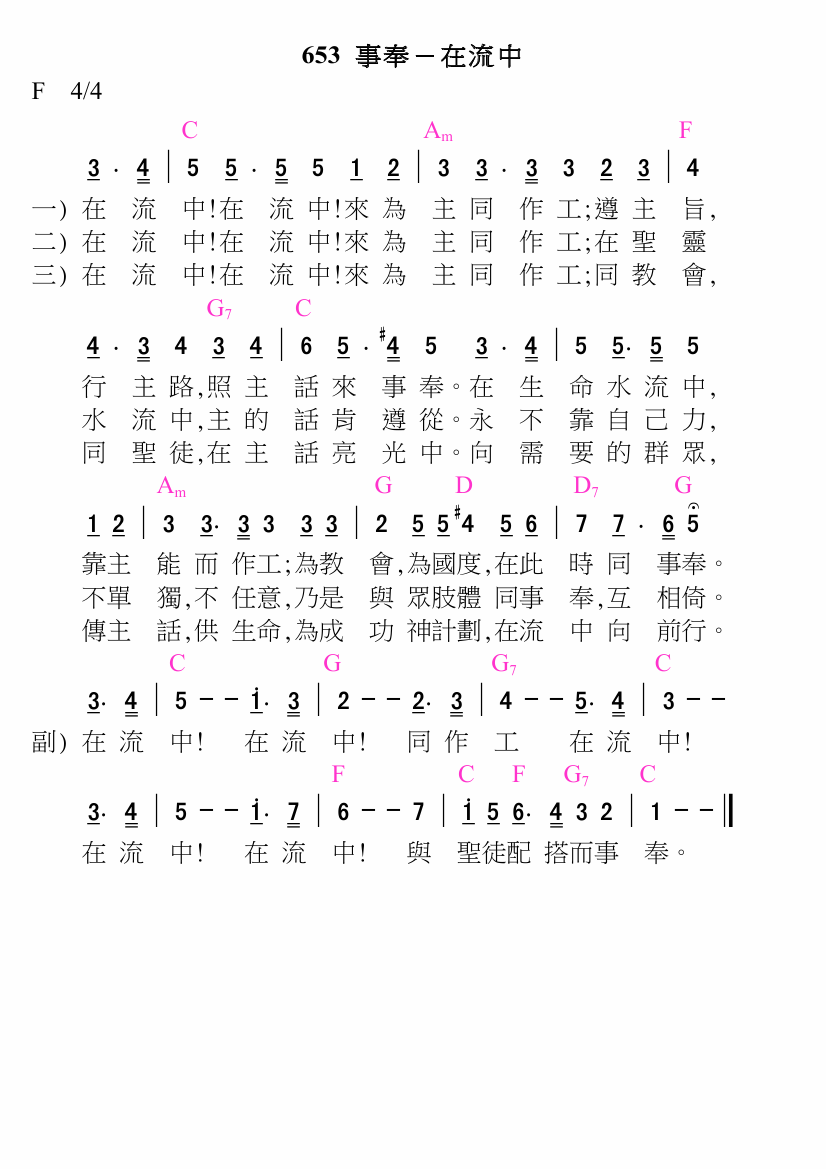 653 事奉－在流中
F 4/4
C Am F
3 · 4 | 5 5 · 5 5 1 2 | 3 3 · 3 3 2 3 | 4
一) 在 流 中!在 流 中!來 為 主 同 作 工;遵 主 旨,
二) 在 流 中!在 流 中!來 為 主 同 作 工;在 聖 靈
三) 在 流 中!在 流 中!來 為 主 同 作 工;同 教 會,
G7 C
4 · 3 4 3 4 | 6 5 · #4 5 3 · 4 | 5 5· 5 5
行 主 路,照 主 話 來 事 奉。在 生 命 水 流 中,
水 流 中,主 的 話 肯 遵 從。永 不 靠 自 己 力,
同 聖 徒,在 主 話 亮 光 中。向 需 要 的 群 眾,
Am G D D7 G
1 2 | 3 3· 3 3 3 3 | 2 5 5 #4 5 6 | 7 7 · 6 5
靠主 能 而 作工;為教 會,為國度,在此 時 同 事奉。
不單 獨,不 任意,乃是 與 眾肢體 同事 奉,互 相倚。
傳主 話,供 生命,為成 功 神計劃,在流 中 向 前行。
C G G7 C
3· 4 | 5 － － i· 3 | 2 － － 2· 3 | 4 － － 5· 4 | 3 － －
副) 在 流 中! 在 流 中! 同 作 工 在 流 中!
F C F G7 C
3· 4 | 5 － － i· 7 | 6 － － 7 | i 5 6· 4 3 2 | 1 － － ‖
在 流 中! 在 流 中! 與 聖徒配 搭而事 奉。